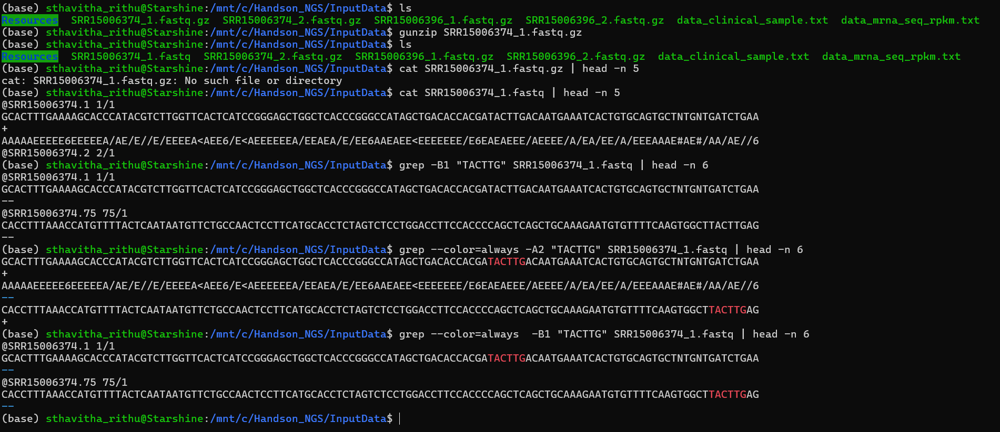 (base) sthavitha_rithu@Starshine:/mnt/c/Handson_NGS/InputData$ ls
Resources  SRR15006374_1.fastq.gz  SRR15006374_2.fastq.gz  SRR15006396_1.fastq.gz  SRR15006396_2.fastq.gz  data_clinical_sample.txt  data_mrna_seq_rpkm.txt
(base) sthavitha_rithu@Starshine:/mnt/c/Handson_NGS/InputData$ gunzip SRR15006374_1.fastq.gz
(base) sthavitha_rithu@Starshine:/mnt/c/Handson_NGS/InputData$ ls
Resources  SRR15006374_1.fastq  SRR15006374_2.fastq.gz  SRR15006396_1.fastq.gz  SRR15006396_2.fastq.gz  data_clinical_sample.txt  data_mrna_seq_rpkm.txt
(base) sthavitha_rithu@Starshine:/mnt/c/Handson_NGS/InputData$ cat SRR15006374_1.fastq.gz | head -n 5
cat: SRR15006374_1.fastq.gz: No such file or directory
(base) sthavitha_rithu@Starshine:/mnt/c/Handson_NGS/InputData$ cat SRR15006374_1.fastq | head -n 5
@SRR15006374.1 1/1
GCACTTTGAAAAGCACCCATACGTCTTGGTTCACTCATCCGGGAGCTGGCTCACCCGGGCCATAGCTGACACCACGATACTTGACAATGAAATCACTGTGCAGTGCTNTGNTGATCTGAA
+
AAAAAEEEEE6EEEEEA/AE/E//E/EEEEA<AEE6/E<AEEEEEEA/EEAEA/E/EE6AAEAEE<EEEEEEE/E6EAEAEEE/AEEEE/A/EA/EE/A/EEEAAAE#AE#/AA/AE//6
@SRR15006374.2 2/1
(base) sthavitha_rithu@Starshine:/mnt/c/Handson_NGS/InputData$ grep -B1 "TACTTG" SRR15006374_1.fastq | head -n 6
@SRR15006374.1 1/1
GCACTTTGAAAAGCACCCATACGTCTTGGTTCACTCATCCGGGAGCTGGCTCACCCGGGCCATAGCTGACACCACGATACTTGACAATGAAATCACTGTGCAGTGCTNTGNTGATCTGAA
--
@SRR15006374.75 75/1
CACCTTTAAACCATGTTTTACTCAATAATGTTCTGCCAACTCCTTCATGCACCTCTAGTCTCCTGGACCTTCCACCCCAGCTCAGCTGCAAAGAATGTGTTTTCAAGTGGCTTACTTGAG
--
(base) sthavitha_rithu@Starshine:/mnt/c/Handson_NGS/InputData$ grep --color=always -A2 "TACTTG" SRR15006374_1.fastq | head -n 6
GCACTTTGAAAAGCACCCATACGTCTTGGTTCACTCATCCGGGAGCTGGCTCACCCGGGCCATAGCTGACACCACGATACTTGACAATGAAATCACTGTGCAGTGCTNTGNTGATCTGAA
+
AAAAAEEEEE6EEEEEA/AE/E//E/EEEEA<AEE6/E<AEEEEEEA/EEAEA/E/EE6AAEAEE<EEEEEEE/E6EAEAEEE/AEEEE/A/EA/EE/A/EEEAAAE#AE#/AA/AE//6
--
CACCTTTAAACCATGTTTTACTCAATAATGTTCTGCCAACTCCTTCATGCACCTCTAGTCTCCTGGACCTTCCACCCCAGCTCAGCTGCAAAGAATGTGTTTTCAAGTGGCTTACTTGAG
+
(base) sthavitha_rithu@Starshine:/mnt/c/Handson_NGS/InputData$ grep --color=always  -B1 "TACTTG" SRR15006374_1.fastq | head -n 6
@SRR15006374.1 1/1
GCACTTTGAAAAGCACCCATACGTCTTGGTTCACTCATCCGGGAGCTGGCTCACCCGGGCCATAGCTGACACCACGATACTTGACAATGAAATCACTGTGCAGTGCTNTGNTGATCTGAA
--
@SRR15006374.75 75/1
CACCTTTAAACCATGTTTTACTCAATAATGTTCTGCCAACTCCTTCATGCACCTCTAGTCTCCTGGACCTTCCACCCCAGCTCAGCTGCAAAGAATGTGTTTTCAAGTGGCTTACTTGAG
--
(base) sthavitha_rithu@Starshine:/mnt/c/Handson_NGS/InputData$